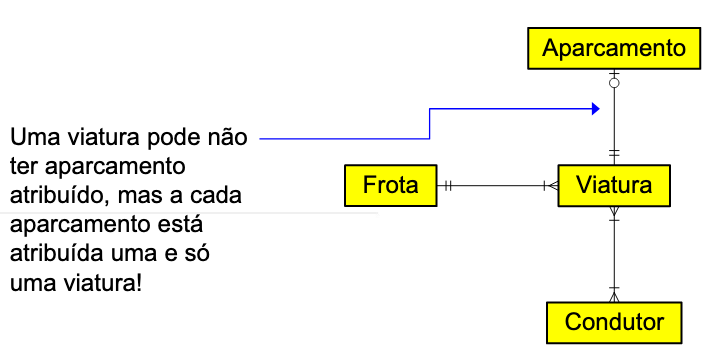 Aparcamento
Uma viatura pode não
ter aparcamento
atribuído, mas a cada
aparcamento está
atribuída uma e só
uma viatura!
Frota
Viatura
Condutor